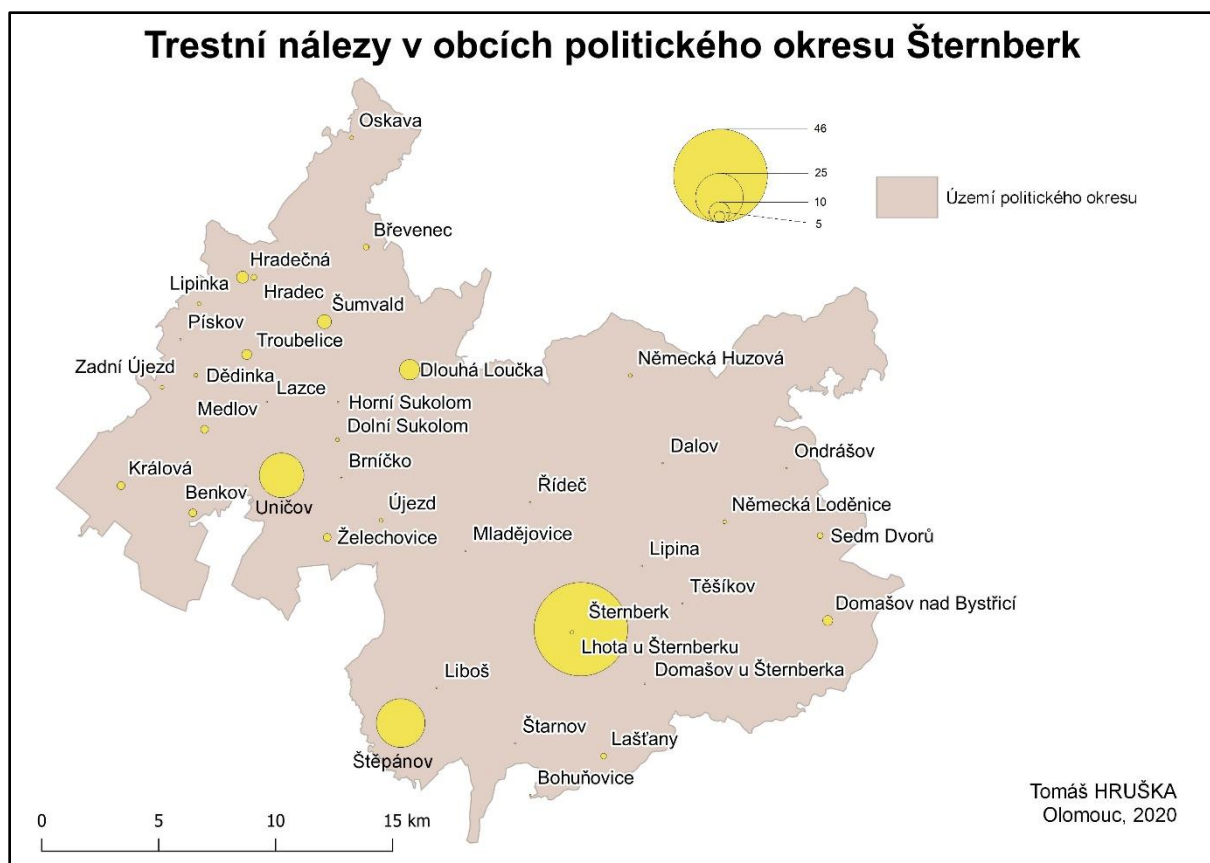 Trestní nálezy v obcích politického okresu Šternberk
46
25
10
5
Území politického okresu
Oskava
Břevenec
Hradečná
Lipinka
Hradec
Šumvald
Pískov
Troubelice
Zadní Újezd
Dědinka
Lazce
Dlouhá Loučka
Německá Huzová
Medlov
Horní Sukolom
Dolní Sukolom
Králová
Brníčko
Dalov
Ondrášov
Benkov
Uničov
Újezd
Řídeč
Německá Loděnice
Želechovice
Mladějovice
Sedm Dvorů
Lipina
Těšíkov
Šternberk
Domašov nad Bystřicí
Lhota u Šternberku
Domašov u Šternberka
Liboš
Štarnov
Lašťany
Štěpánov
Bohuňovice
Tomáš HRUŠKA
Olomouc, 2020
0 5 10 15 km